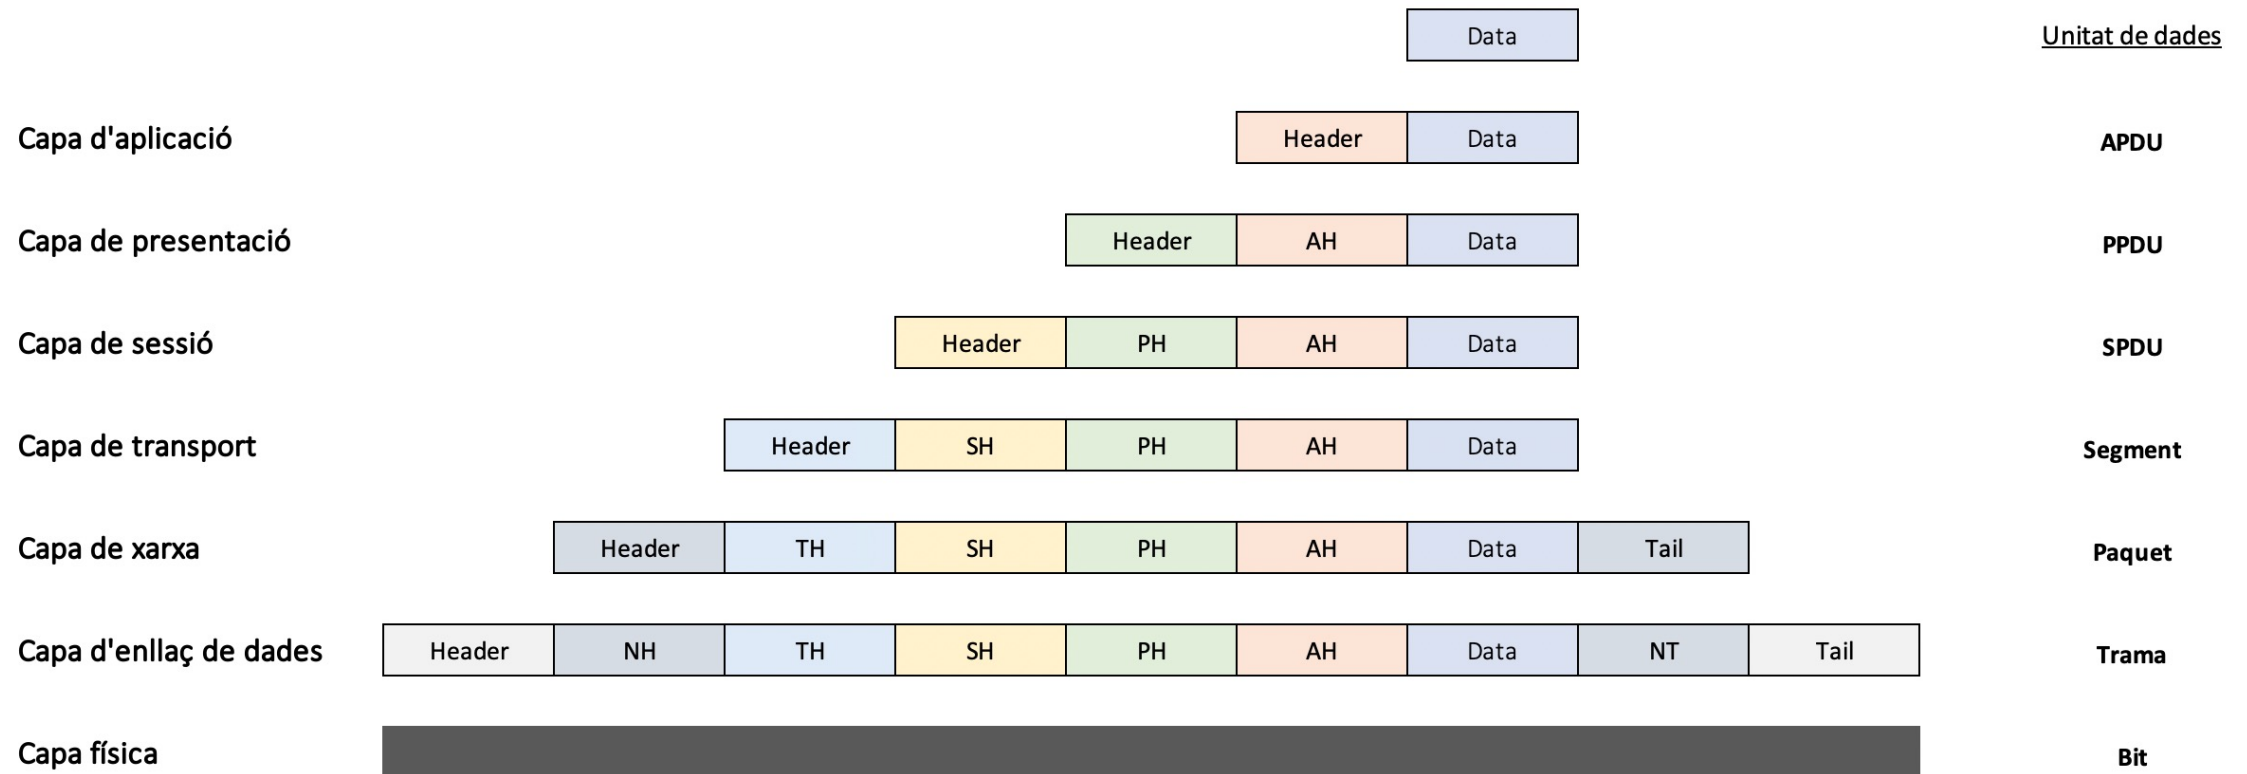 Data Unitat de dades
Capa d'aplicació Header Data APDU
Capa de presentació Header AH Data PPDU
Capa de sessió Header PH AH Data SPDU
Capa de transport Header SH PH AH Data Segment
Capa de xarxa Header TH SH PH AH Data Tail Paquet
Capa d'enllaç de dades Header NH TH SH PH AH Data NT Tail Trama
Capa física Bit